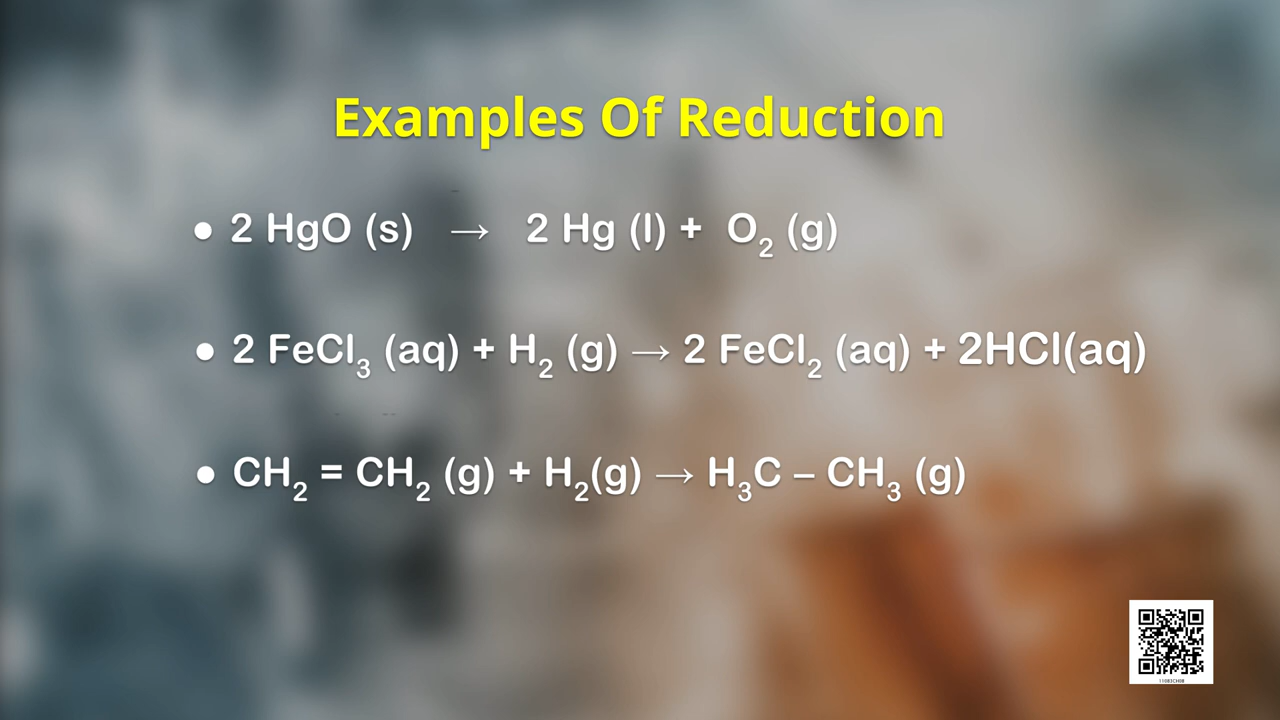 Examples Of Reduction
• 2 HgO (s) → 2 Hg (l) + O₂ (g)
• 2 FeCl₃ (aq) + H₂ (g) → 2 FeCl₂ (aq) + 2HCl(aq)
• CH₂ = CH₂ (g) + H₂(g) → H₃C – CH₃ (g)
11083CH08